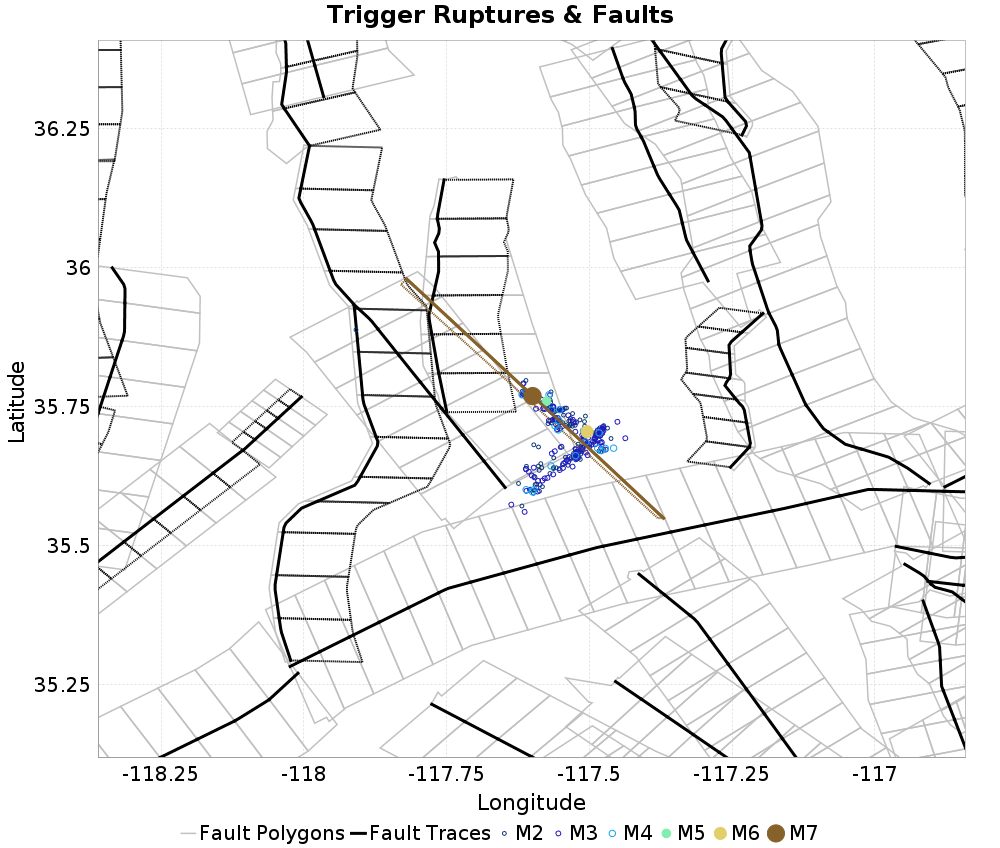 Trigger Ruptures & Faults
36.25
36
35.75
35.5
35.25
Latitude
-118.25 -118 -117.75 -117.5 -117.25 -117
Longitude
Fault Polygons Fault Traces M2 M3 M4 M5 M6 M7